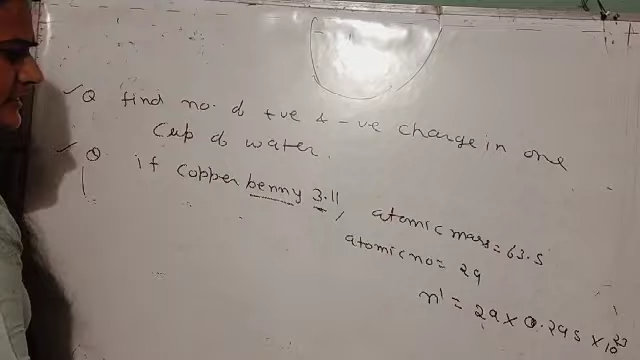 Q find no. of +ve & -ve charge in one
Cup of water.
Q if Copper benny 3.11, atomic mass = 63.5
atomic no = 29
n' = 29 × 0.295 × 10^23